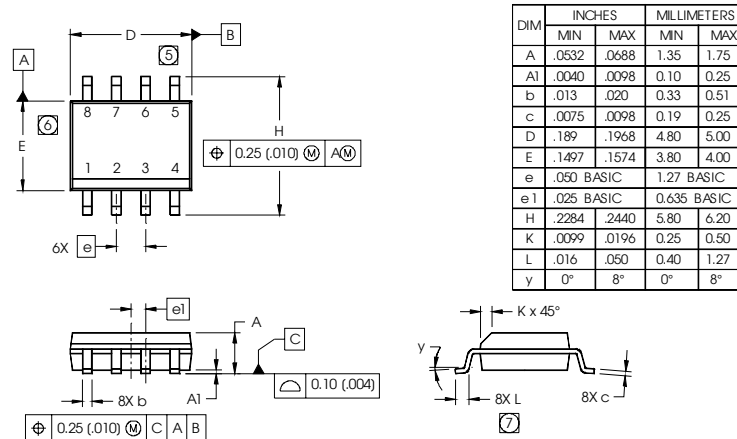 D
B
5
A
8 7 6 5
6
E
H
1 2 3 4
⌖ 0.25 (.010) Ⓜ AⓂ
6X e
e1
A
C
8X b
A1
⌓ 0.10 (.004)
⌖ 0.25 (.010) Ⓜ C A B
K x 45°
y
8X L
8X c
7
DIM INCHES MILLIMETERS
MIN MAX MIN MAX
A .0532 .0688 1.35 1.75
A1 .0040 .0098 0.10 0.25
b .013 .020 0.33 0.51
c .0075 .0098 0.19 0.25
D .189 .1968 4.80 5.00
E .1497 .1574 3.80 4.00
e .050 BASIC 1.27 BASIC
e1 .025 BASIC 0.635 BASIC
H .2284 .2440 5.80 6.20
K .0099 .0196 0.25 0.50
L .016 .050 0.40 1.27
y 0° 8° 0° 8°